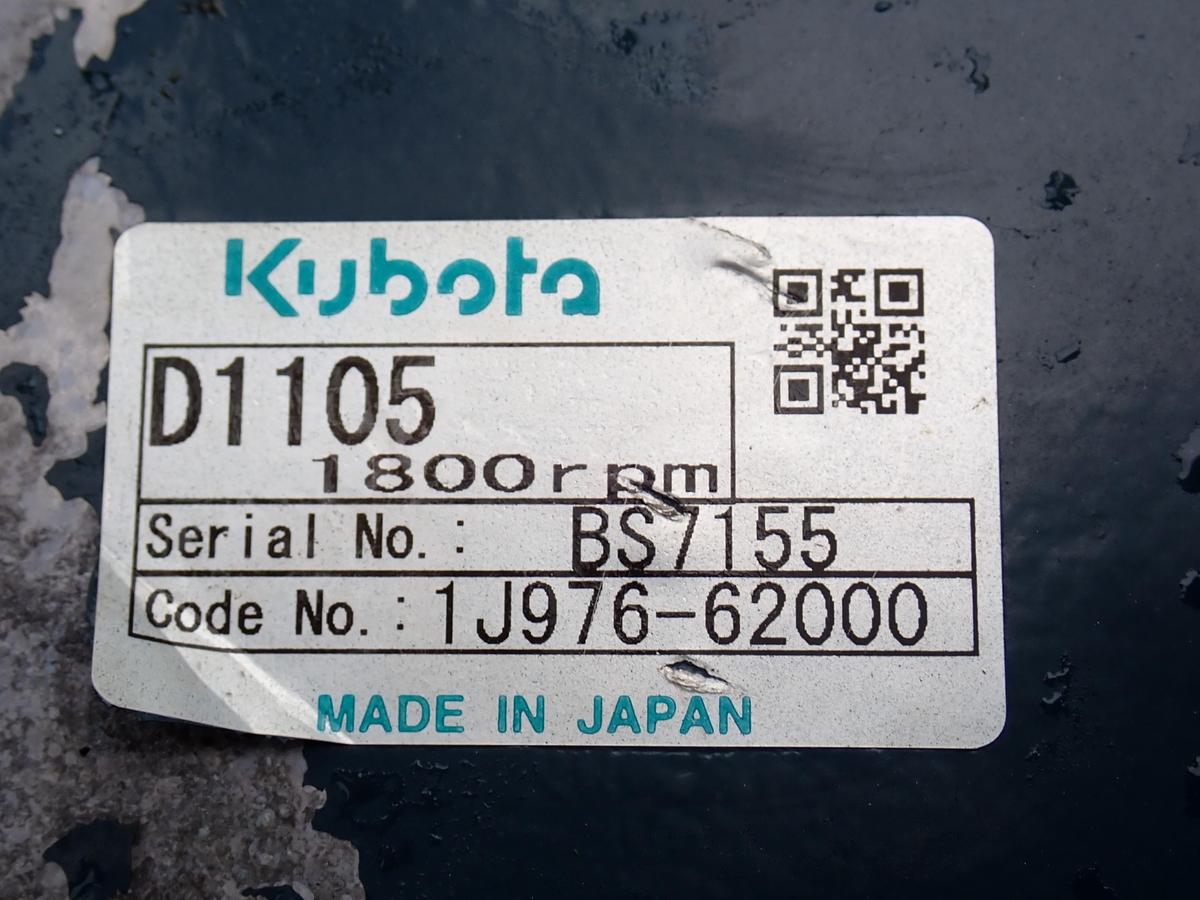 Kubota
D1105
1800rpm
Serial No.: BS7155
Code No.: 1J976-62000
MADE IN JAPAN